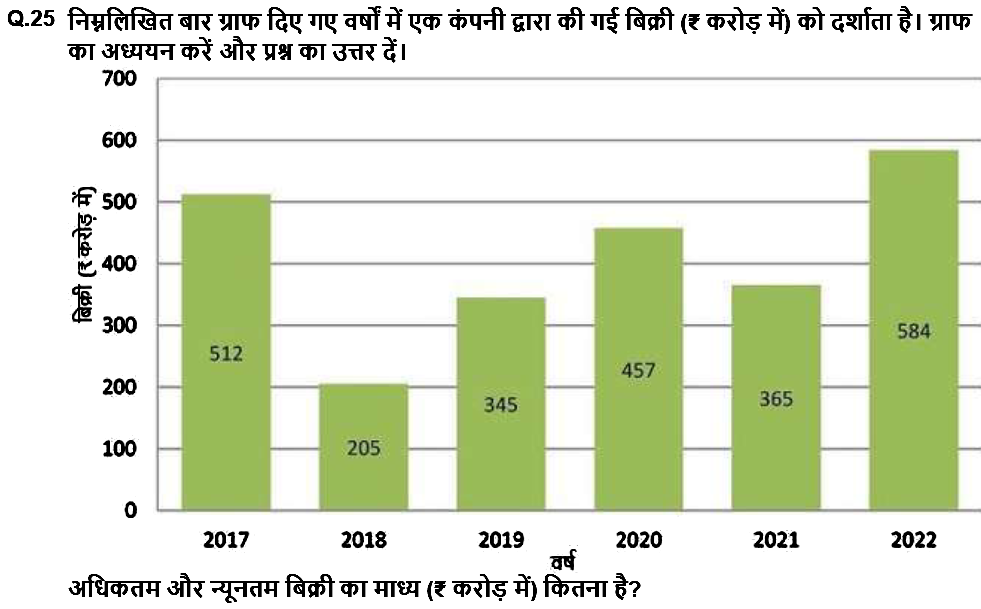 Q.25 निम्नलिखित बार ग्राफ दिए गए वर्षों में एक कंपनी द्वारा की गई बिक्री (₹ करोड़ में) को दर्शाता है। ग्राफ
का अध्ययन करें और प्रश्न का उत्तर दें।
700
600
500
400
300
200
100
0
बिक्री (₹ करोड़ में)
512
205
345
457
365
584
2017 2018 2019 2020 2021 2022
वर्ष
अधिकतम और न्यूनतम बिक्री का माध्य (₹ करोड़ में) कितना है?